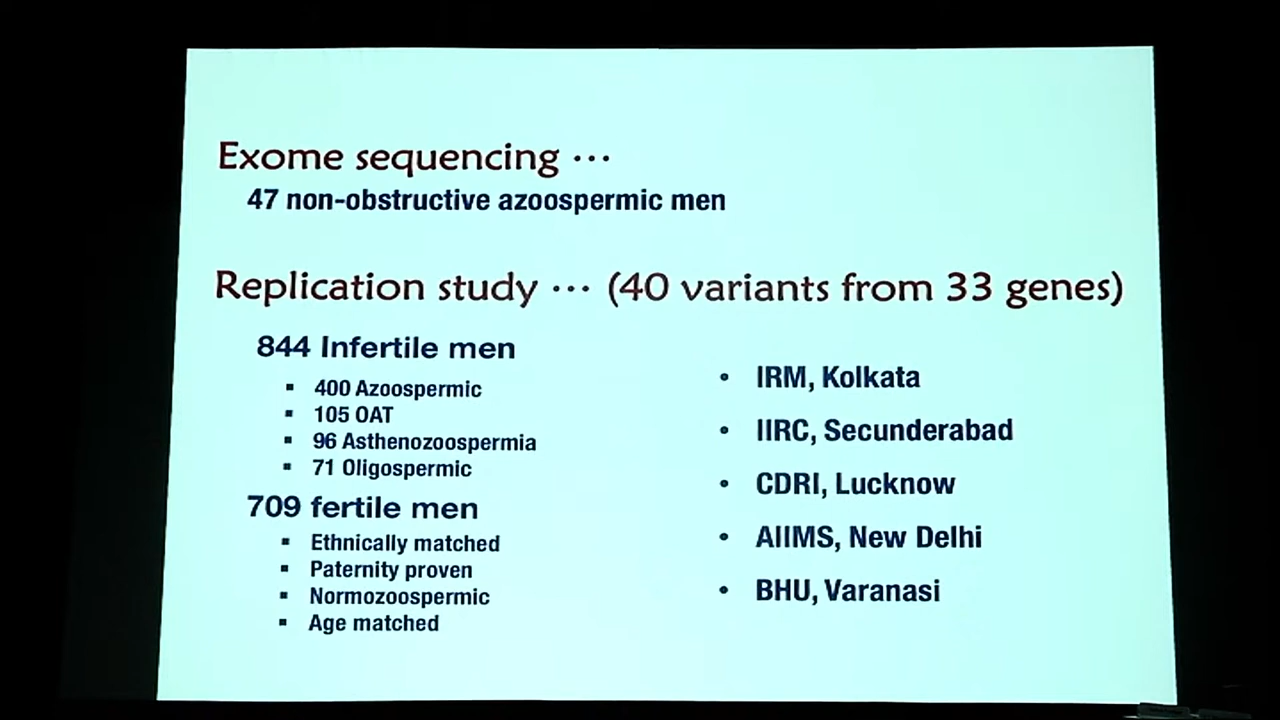 Exome sequencing ···
47 non-obstructive azoospermic men
Replication study ··· (40 variants from 33 genes)
844 Infertile men
▪ 400 Azoospermic
▪ 105 OAT
▪ 96 Asthenozoospermia
▪ 71 Oligospermic
709 fertile men
▪ Ethnically matched
▪ Paternity proven
▪ Normozoospermic
▪ Age matched
• IRM, Kolkata
• IIRC, Secunderabad
• CDRI, Lucknow
• AIIMS, New Delhi
• BHU, Varanasi